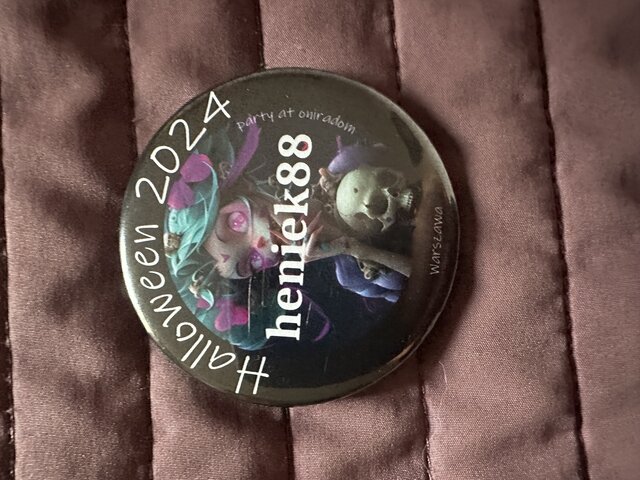 Halloween 2024
party at oniradom
heniek88
Warszawa